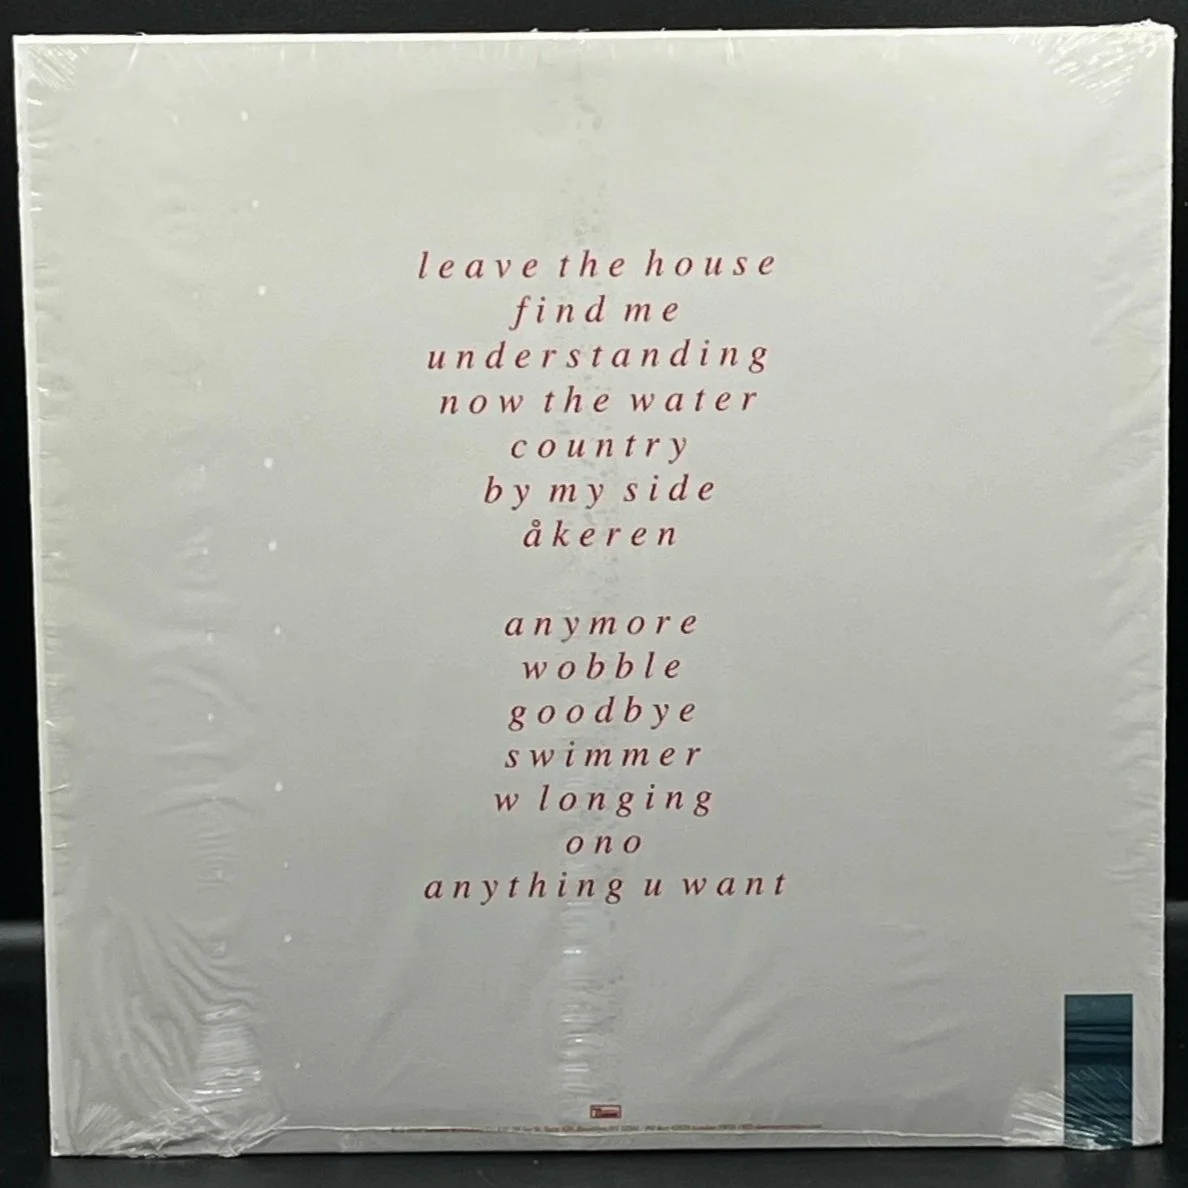 leave the house
find me
understanding
now the water
country
by my side
åkeren
anymore
wobble
goodbye
swimmer
w longing
ono
anything u want